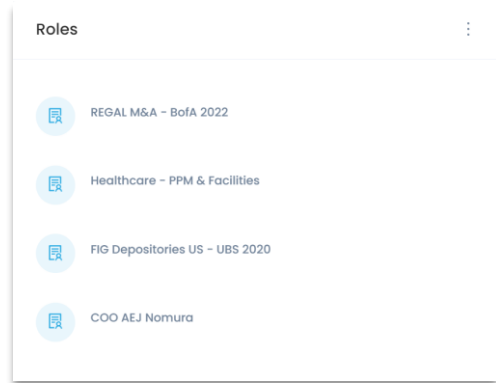 Roles
REGAL M&A - BofA 2022
Healthcare - PPM & Facilities
FIG Depositories US - UBS 2020
COO AEJ Nomura